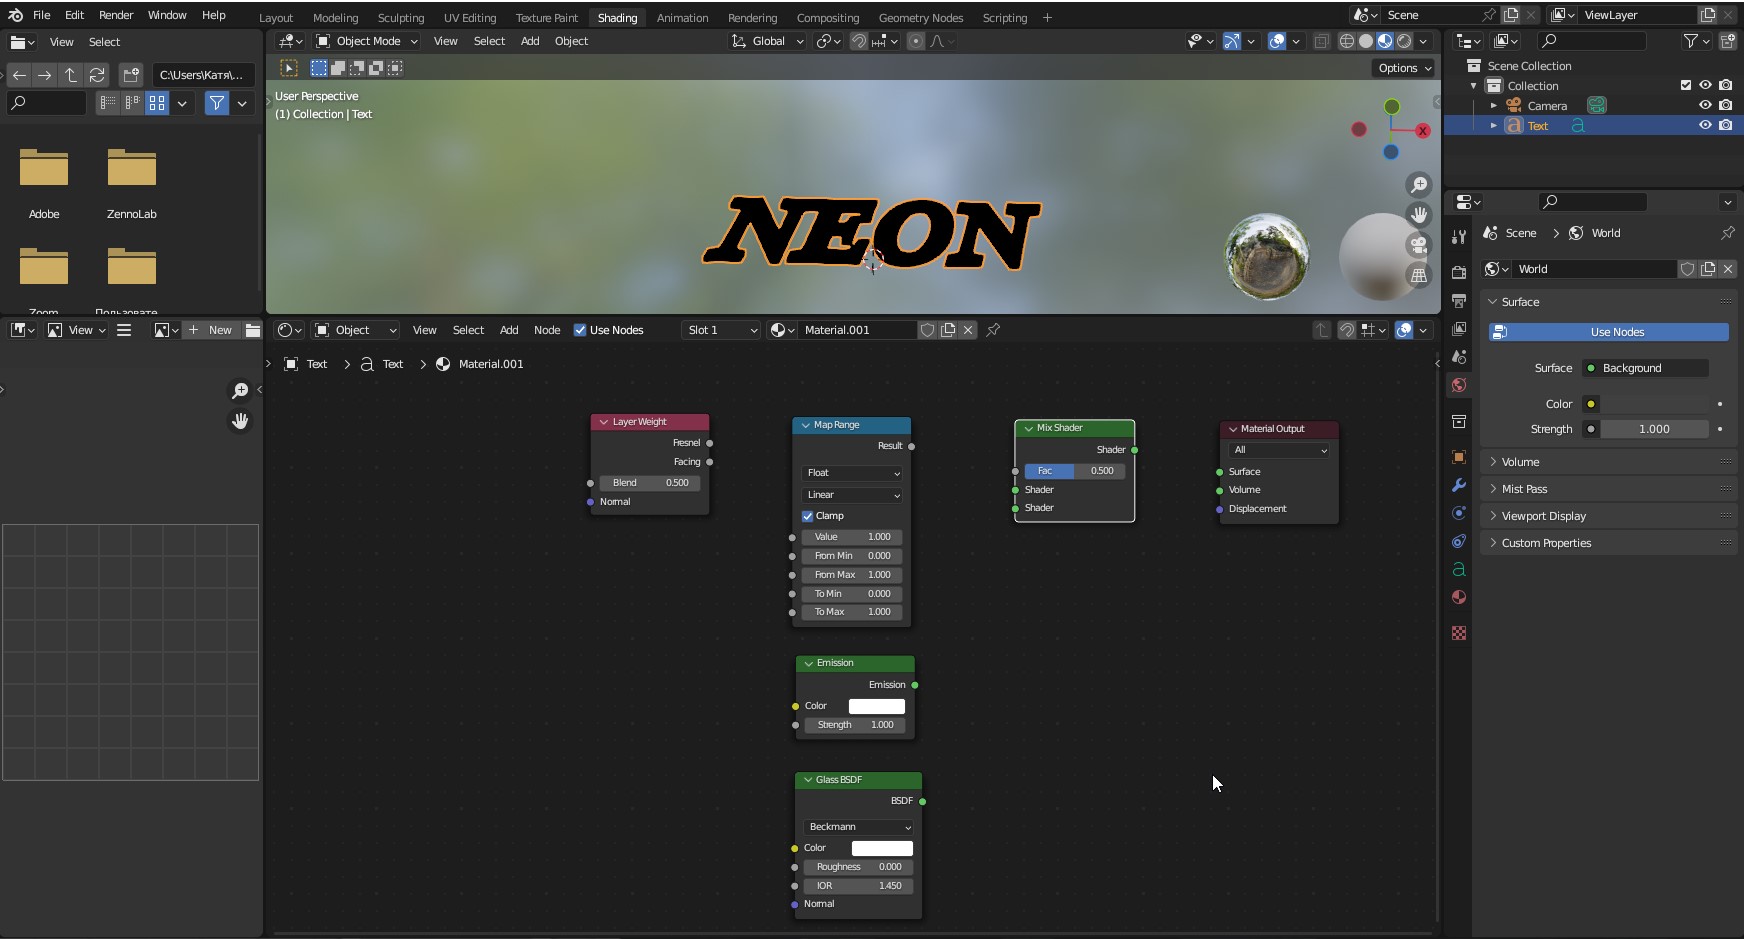 File Edit Render Window Help
Layout Modeling Sculpting UV Editing Texture Paint Shading Animation Rendering Compositing Geometry Nodes Scripting +
Scene
ViewLayer
View Select
Object Mode View Select Add Object
Global
C:\Users\Катя\...
Options
User Perspective
(1) Collection | Text
NEON
X
Adobe
ZennoLab
Zoom
Пользовате
Scene Collection
Collection
Camera
Text
Scene > World
World
Surface
Use Nodes
Surface Background
Color
Strength 1.000
Volume
Mist Pass
Viewport Display
Custom Properties
View
+ New
Object View Select Add Node Use Nodes Slot 1 Material.001
Text > Text > Material.001
Layer Weight
Fresnel
Facing
Blend 0.500
Normal
Map Range
Result
Float
Linear
Clamp
Value 1.000
From Min 0.000
From Max 1.000
To Min 0.000
To Max 1.000
Mix Shader
Shader
Fac 0.500
Shader
Shader
Material Output
All
Surface
Volume
Displacement
Emission
Emission
Color
Strength 1.000
Glass BSDF
BSDF
Beckmann
Color
Roughness 0.000
IOR 1.450
Normal